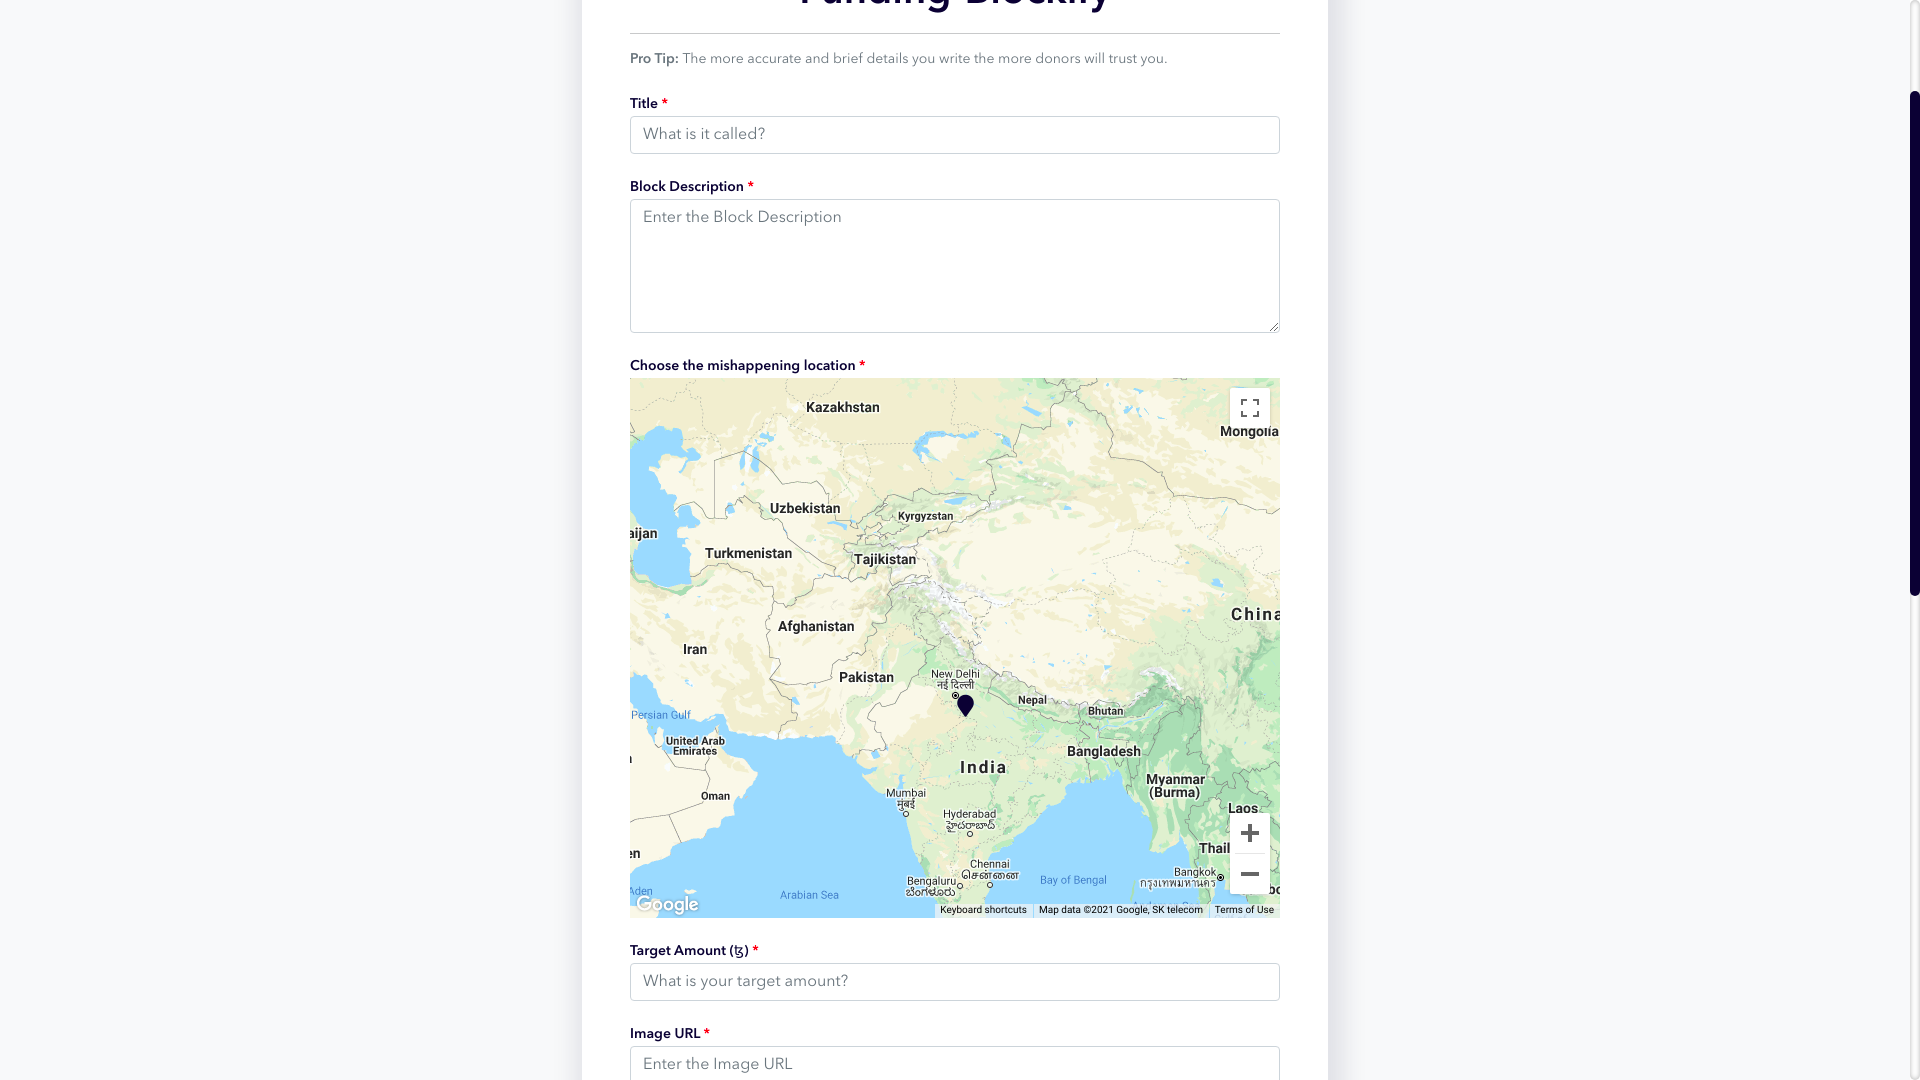 Funding Blockify
Pro Tip: The more accurate and brief details you write the more donors will trust you.
Title *
What is it called?
Block Description *
Enter the Block Description
Choose the mishappening location *
Kazakhstan
Mongolia
Uzbekistan
Kyrgyzstan
aijan
Turkmenistan
Tajikistan
China
Afghanistan
Iran
Pakistan
New Delhi
नई दिल्ली
Nepal
Bhutan
Persian Gulf
United Arab
Emirates
Bangladesh
India
Myanmar
(Burma)
Oman
Mumbai
मुंबई
Laos
Hyderabad
హైదరాబాద్
Thail
en
Chennai
சென்னை
Bangkok
กรุงเทพมหานคร
Bengaluru
ಬೆಂಗಳೂರು
Bay of Bengal
Aden
Arabian Sea
Google
Keyboard shortcuts
Map data ©2021 Google, SK telecom
Terms of Use
Target Amount (ꜩ) *
What is your target amount?
Image URL *
Enter the Image URL